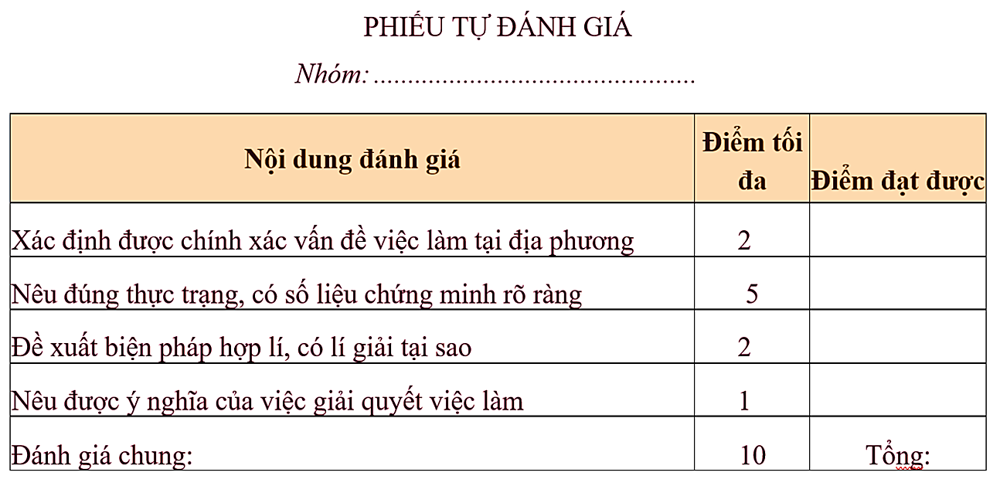 PHIẾU TỰ ĐÁNH GIÁ
Nhóm: ...............................................
Nội dung đánh giá
Điểm tối
đa
Điểm đạt được
Xác định được chính xác vấn đề việc làm tại địa phương
2
Nêu đúng thực trạng, có số liệu chứng minh rõ ràng
5
Đề xuất biện pháp hợp lí, có lí giải tại sao
2
Nêu được ý nghĩa của việc giải quyết việc làm
1
Đánh giá chung:
10
Tổng: